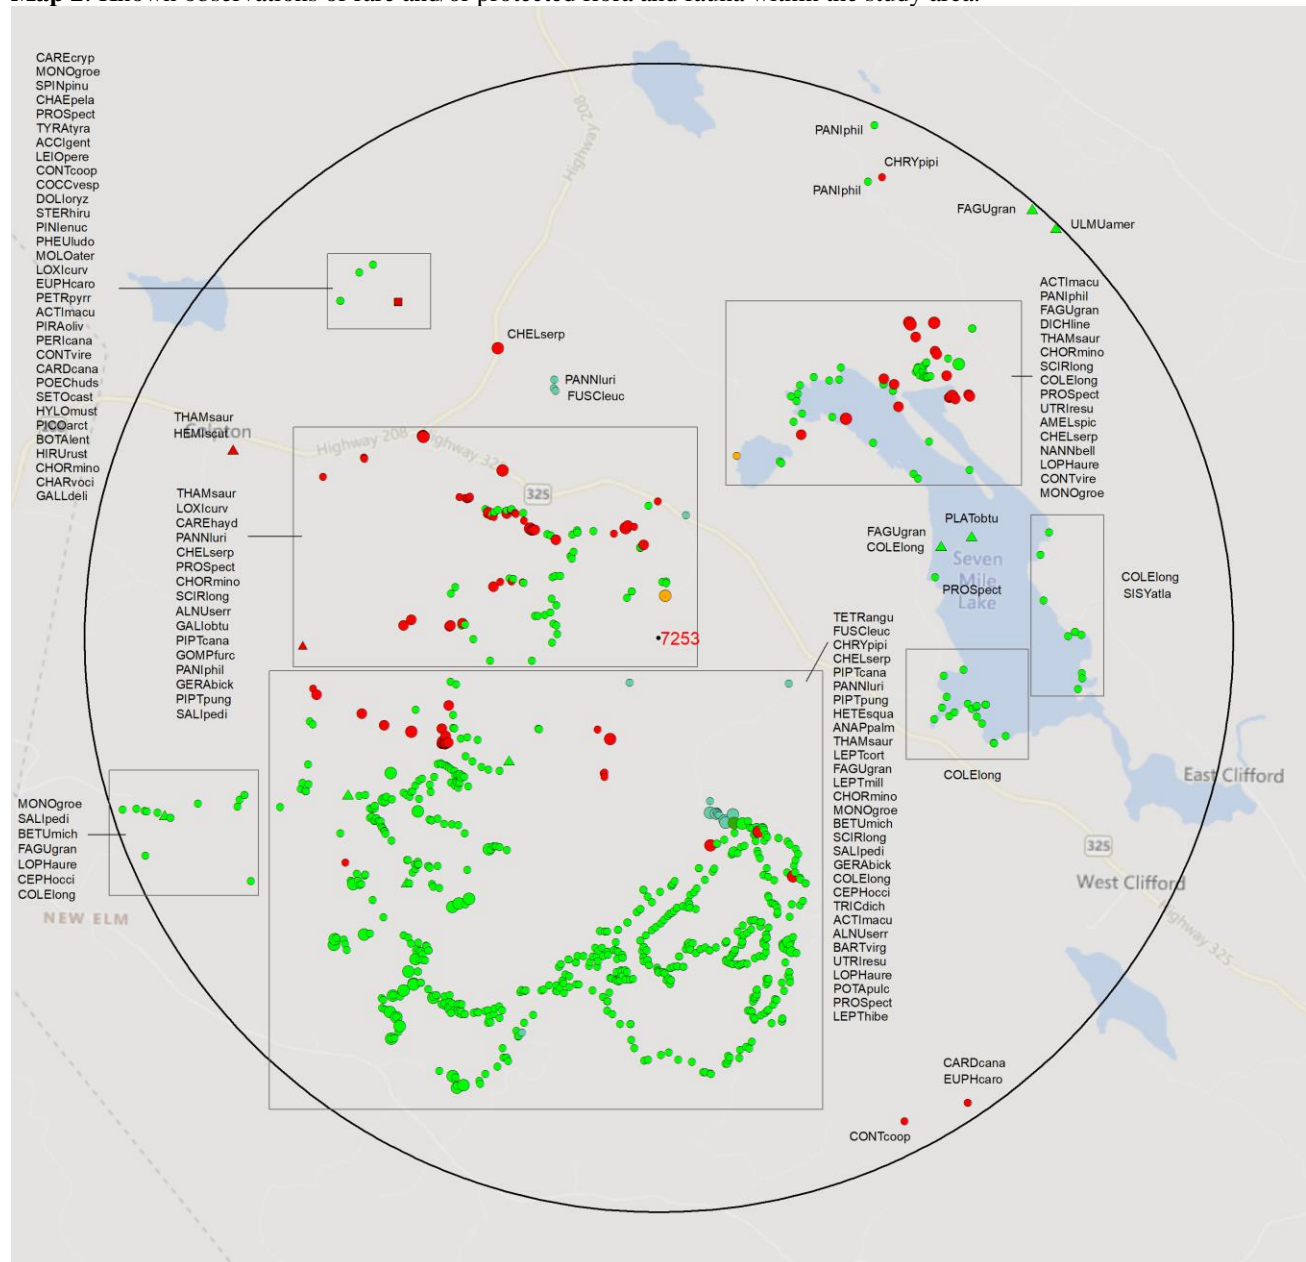 Map 2: Known observations of rare and/or protected flora and fauna within the study area.
CAREcryp
MONOgroe
SPINpinu
CHAEpela
PROSpect
TYRAtyra
ACCIgent
LEIOpere
CONTcoop
COCCvesp
DOLIoryz
STERhiru
PINIenuc
PHEUludo
MOLOater
LOXIcurv
EUPHcaro
PETRpyrr
ACTImacu
PIRAoliv
PERIcana
CONTvire
CARDcana
POEChuds
SETOcast
HYLOmust
PICOarct
BOTAlent
HIRUrust
CHORmino
CHARvoci
GALLdeli
Highway 208
PANIphil
CHRYpipi
PANIphil
FAGUgran
ULMUamer
CHELserp
PANNluri
FUSCleuc
ACTImacu
PANIphil
FAGUgran
DICHline
THAMsaur
CHORmino
SCIRlong
COLElong
PROSpect
UTRIresu
AMELspic
CHELserp
NANNbell
LOPHaure
CONTvire
MONOgroe
THAMsaur
HEMIscut
Highway 208
Highway 325
325
THAMsaur
LOXIcurv
CAREhayd
PANNluri
CHELserp
PROSpect
CHORmino
SCIRlong
ALNUserr
GALIobtu
PIPTcana
GOMPfurc
PANIphil
GERAbick
PIPTpung
SALIpedi
7253
PLATobtu
FAGUgran
COLElong
Seven
Mile
Lake
PROSpect
COLElong
SISYatla
COLElong
TETRangu
FUSCleuc
CHRYpipi
CHELserp
PIPTcana
PANNluri
PIPTpung
HETEsqua
ANAPpalm
THAMsaur
LEPTcort
FAGUgran
LEPTmill
CHORmino
MONOgroe
BETUmich
SCIRlong
SALIpedi
GERAbick
COLElong
CEPHocci
TRICdich
ACTImacu
ALNUserr
BARTvirg
UTRIresu
LOPHaure
POTApulc
PROSpect
LEPThibe
MONOgroe
SALIpedi
BETUmich
FAGUgran
LOPHaure
CEPHocci
COLElong
NEW ELM
East Clifford
325
West Clifford
Highway 325
CARDcana
EUPHcaro
CONTcoop